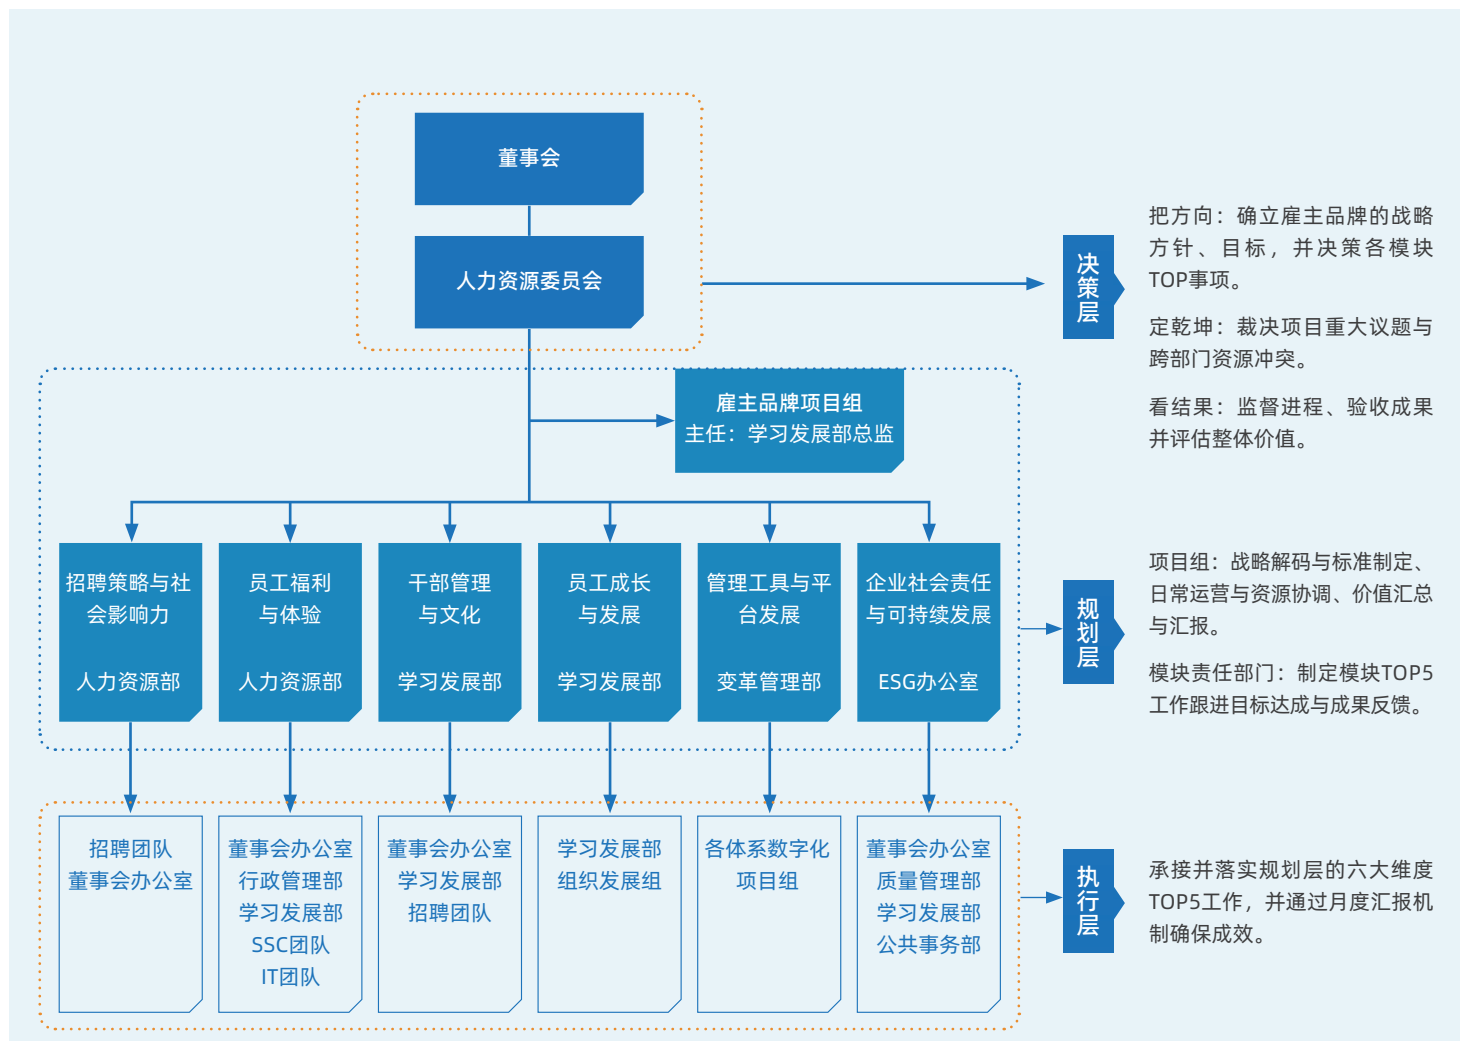 董事会
人力资源委员会
决策层
把方向：确立雇主品牌的战略
方针、目标，并决策各模块
TOP事项。
定乾坤：裁决项目重大议题与
跨部门资源冲突。
看结果：监督进程、验收成果
并评估整体价值。
雇主品牌项目组
主任：学习发展部总监
招聘策略与社
会影响力
人力资源部
员工福利
与体验
人力资源部
干部管理
与文化
学习发展部
员工成长
与发展
学习发展部
管理工具与平
台发展
变革管理部
企业社会责任
与可持续发展
ESG办公室
规划层
项目组：战略解码与标准制定、
日常运营与资源协调、价值汇总
与汇报。
模块责任部门：制定模块TOP5
工作跟进目标达成与成果反馈。
招聘团队
董事会办公室
董事会办公室
行政管理部
学习发展部
SSC团队
IT团队
董事会办公室
学习发展部
招聘团队
学习发展部
组织发展组
各体系数字化
项目组
董事会办公室
质量管理部
学习发展部
公共事务部
执行层
承接并落实规划层的六大维度
TOP5工作，并通过月度汇报机
制确保成效。